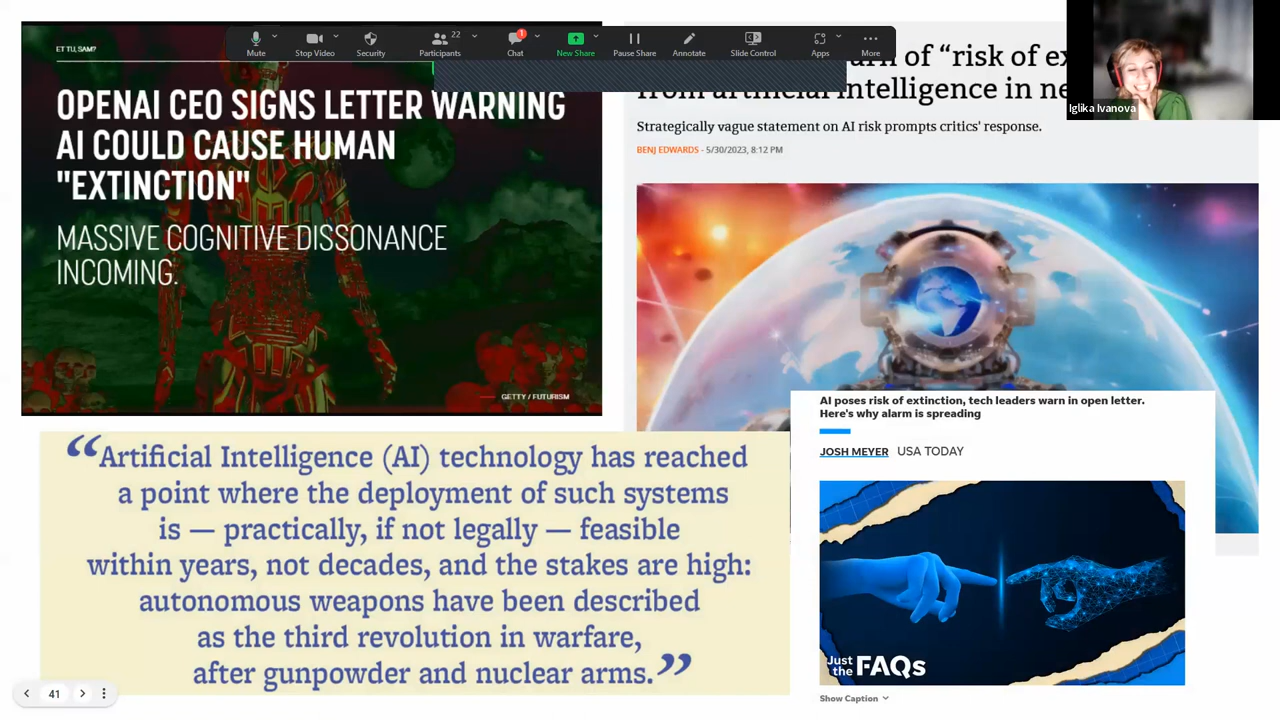 Mute
Stop Video
Security
Participants
22
Chat
1
New Share
Pause Share
Annotate
Slide Control
Apps
More
Iglika Ivanova
ET TU, SAM?
OPENAI CEO SIGNS LETTER WARNING
AI COULD CAUSE HUMAN
"EXTINCTION"
MASSIVE COGNITIVE DISSONANCE
INCOMING.
GETTY / FUTURISM
of “risk of
intelligence in
Strategically vague statement on AI risk prompts critics' response.
BENJ EDWARDS - 5/30/2023, 8:12 PM
“Artificial Intelligence (AI) technology has reached
a point where the deployment of such systems
is — practically, if not legally — feasible
within years, not decades, and the stakes are high:
autonomous weapons have been described
as the third revolution in warfare,
after gunpowder and nuclear arms.”
AI poses risk of extinction, tech leaders warn in open letter.
Here's why alarm is spreading
JOSH MEYER USA TODAY
Just
the FAQs
Show Caption
41